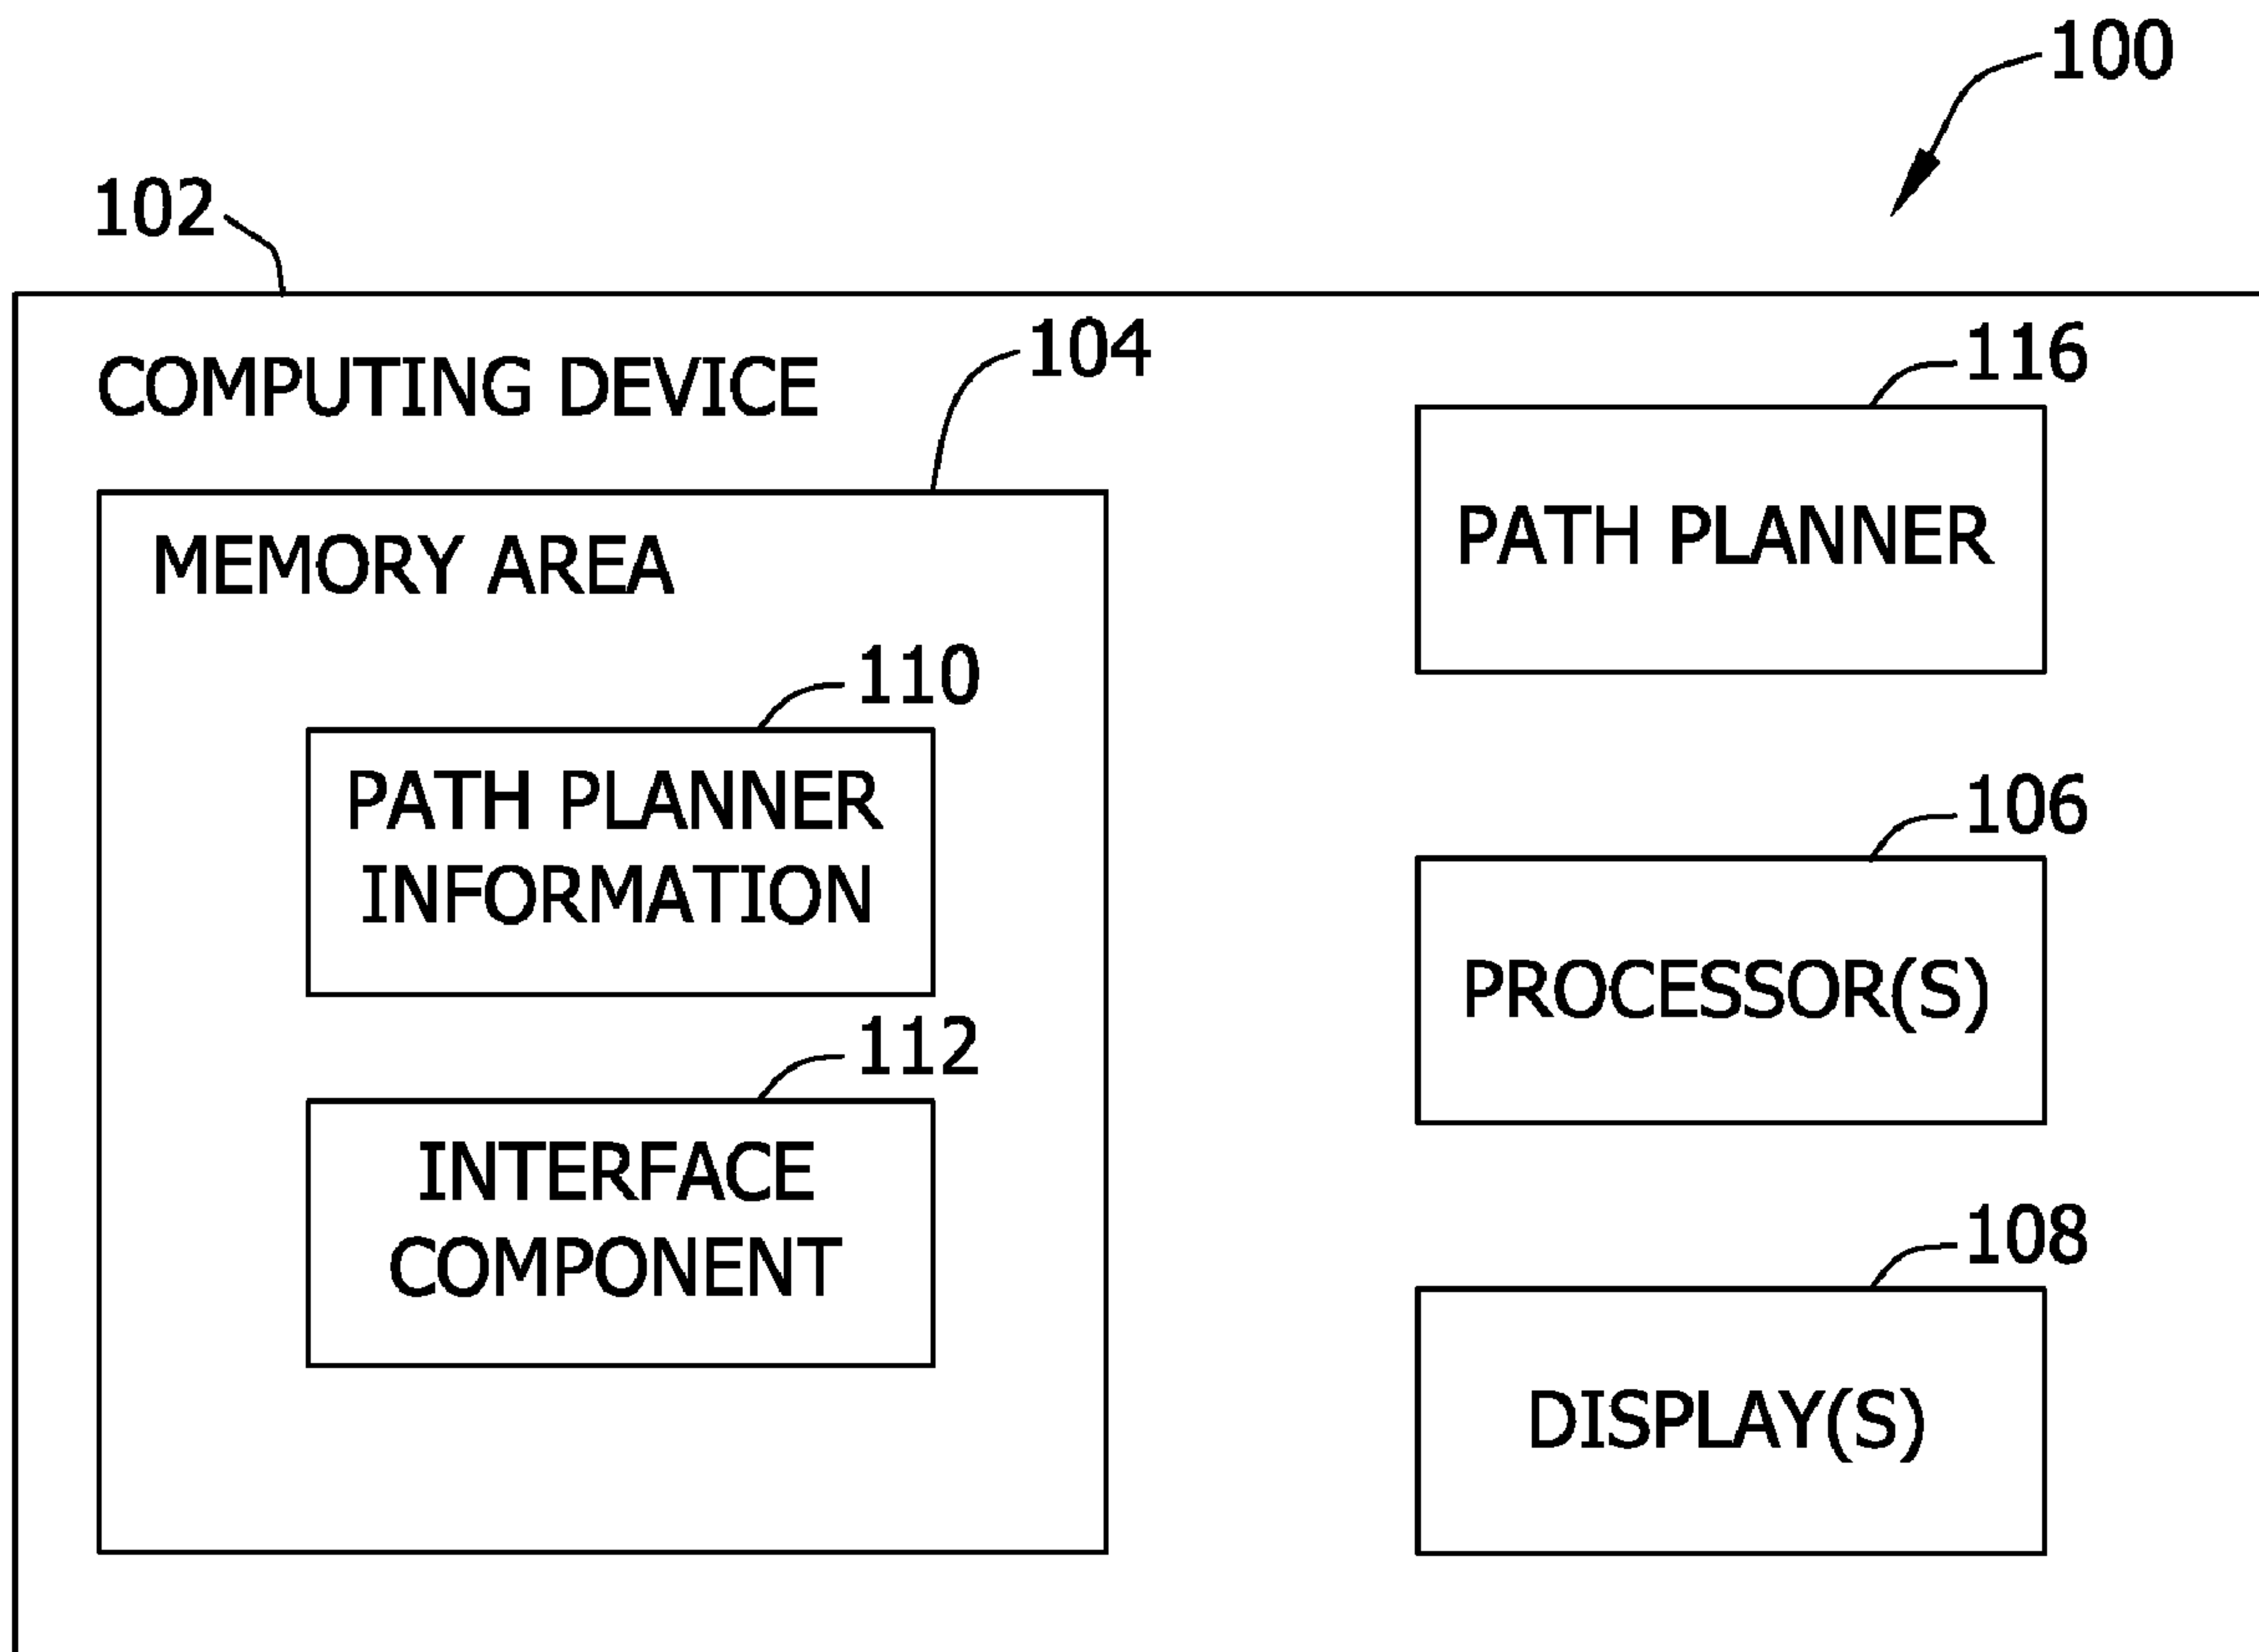 100
102
COMPUTING DEVICE
104
MEMORY AREA
110
PATH PLANNER
INFORMATION
112
INTERFACE
COMPONENT
116
PATH PLANNER
106
PROCESSOR(S)
108
DISPLAY(S)